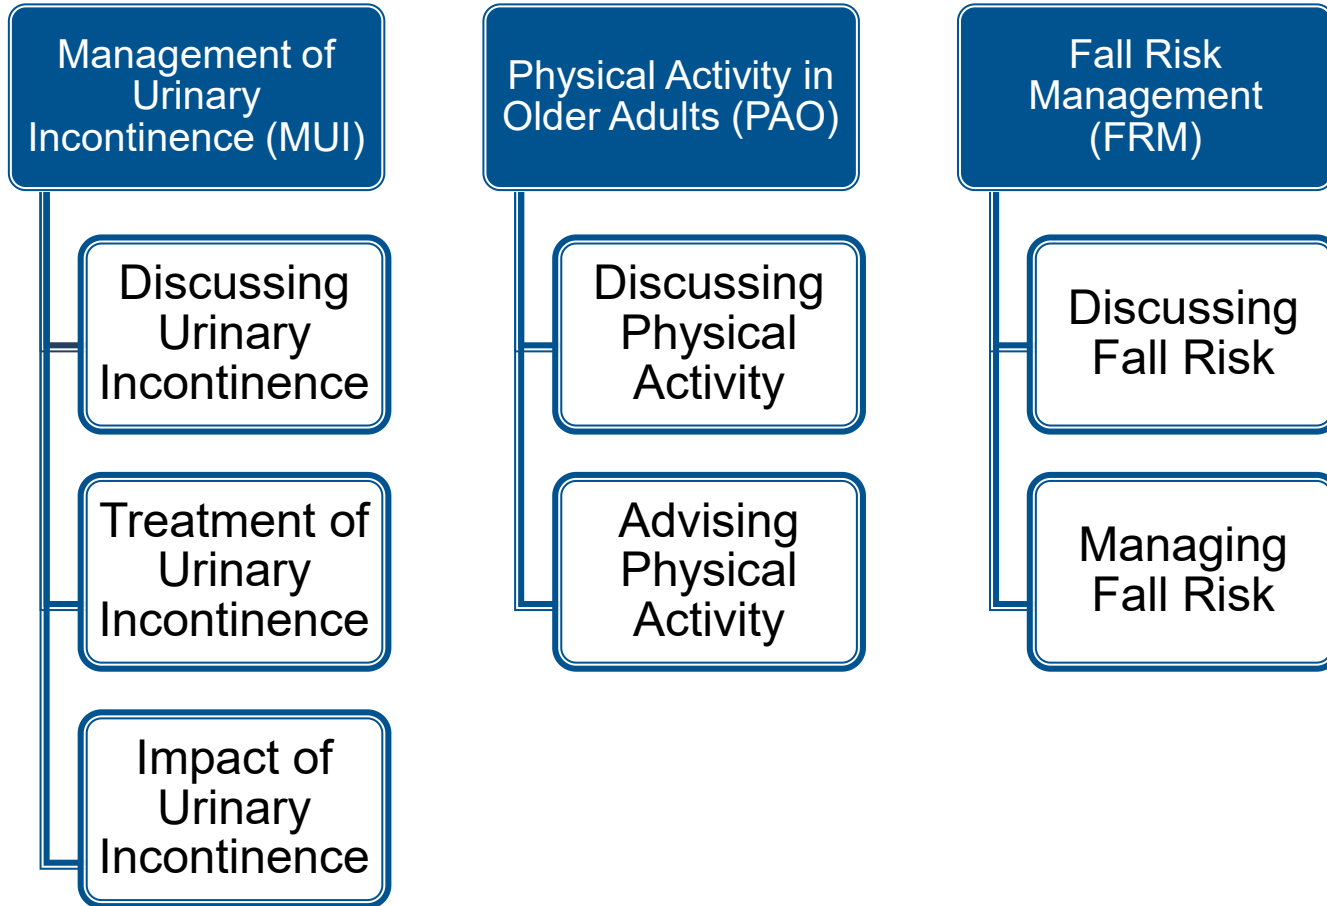 Management of
Urinary
Incontinence (MUI)
Discussing
Urinary
Incontinence
Treatment of
Urinary
Incontinence
Impact of
Urinary
Incontinence
Physical Activity in
Older Adults (PAO)
Discussing
Physical
Activity
Advising
Physical
Activity
Fall Risk
Management
(FRM)
Discussing
Fall Risk
Managing
Fall Risk